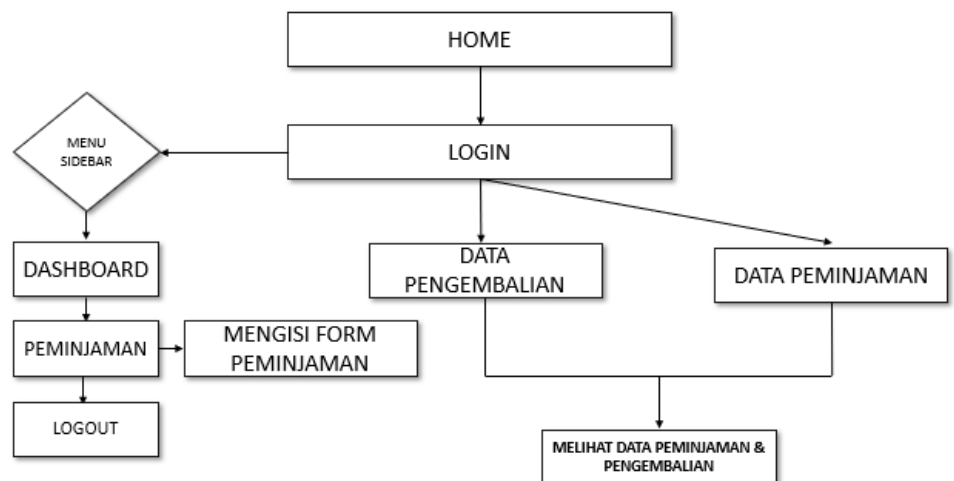 HOME
LOGIN
MENU
SIDEBAR
DASHBOARD
DATA
PENGEMBALIAN
DATA PEMINJAMAN
PEMINJAMAN
MENGISI FORM
PEMINJAMAN
LOGOUT
MELIHAT DATA PEMINJAMAN &
PENGEMBALIAN